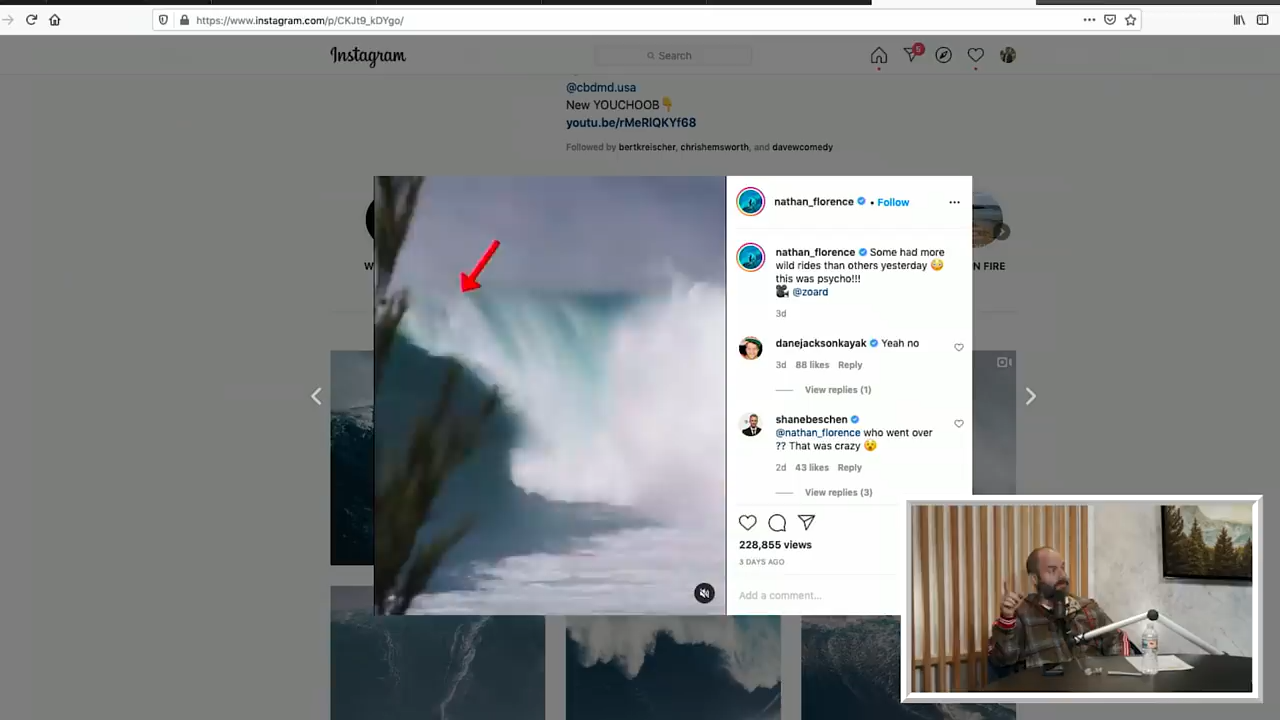 https://www.instagram.com/p/CKJt9_kDYgo/
Instagram
Search
5
@cbdmd.usa
New YOUCHOOB👇
youtu.be/rMeRIQKYf68
Followed by bertkreischer, chrishemsworth, and davewcomedy
W
N FIRE
nathan_florence • Follow
nathan_florence Some had more
wild rides than others yesterday 😳
this was psycho!!!
🎥 @zoard
3d
danejacksonkayak Yeah no
3d 88 likes Reply
View replies (1)
shanebeschen
@nathan_florence who went over
?? That was crazy 😵
2d 43 likes Reply
View replies (3)
228,855 views
3 DAYS AGO
Add a comment...